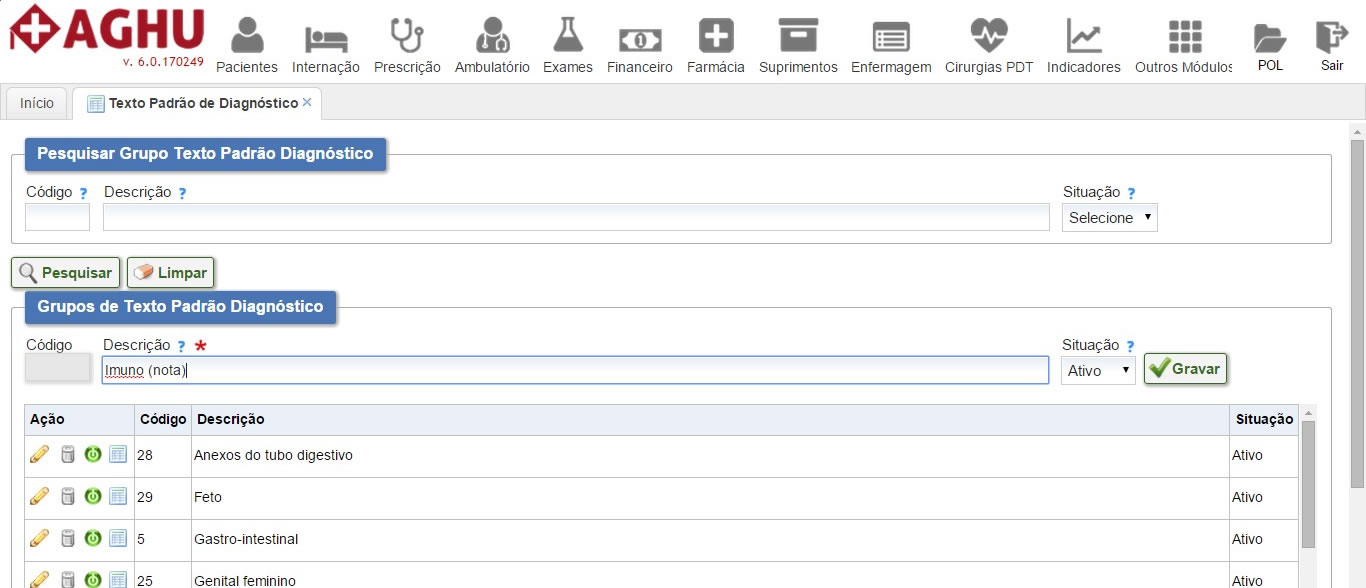 AGHU
v. 6.0.170249
Pacientes Internação Prescrição Ambulatório Exames Financeiro Farmácia Suprimentos Enfermagem Cirurgias PDT Indicadores Outros Módulos POL Sair
Início Texto Padrão de Diagnóstico ×
Pesquisar Grupo Texto Padrão Diagnóstico
Código ? Descrição ? Situação ?
Selecione
Pesquisar Limpar
Grupos de Texto Padrão Diagnóstico
Código Descrição ? * Situação ?
Imuno (nota) Ativo Gravar
Ação Código Descrição Situação
28 Anexos do tubo digestivo Ativo
29 Feto Ativo
5 Gastro-intestinal Ativo
25 Genital feminino Ativo